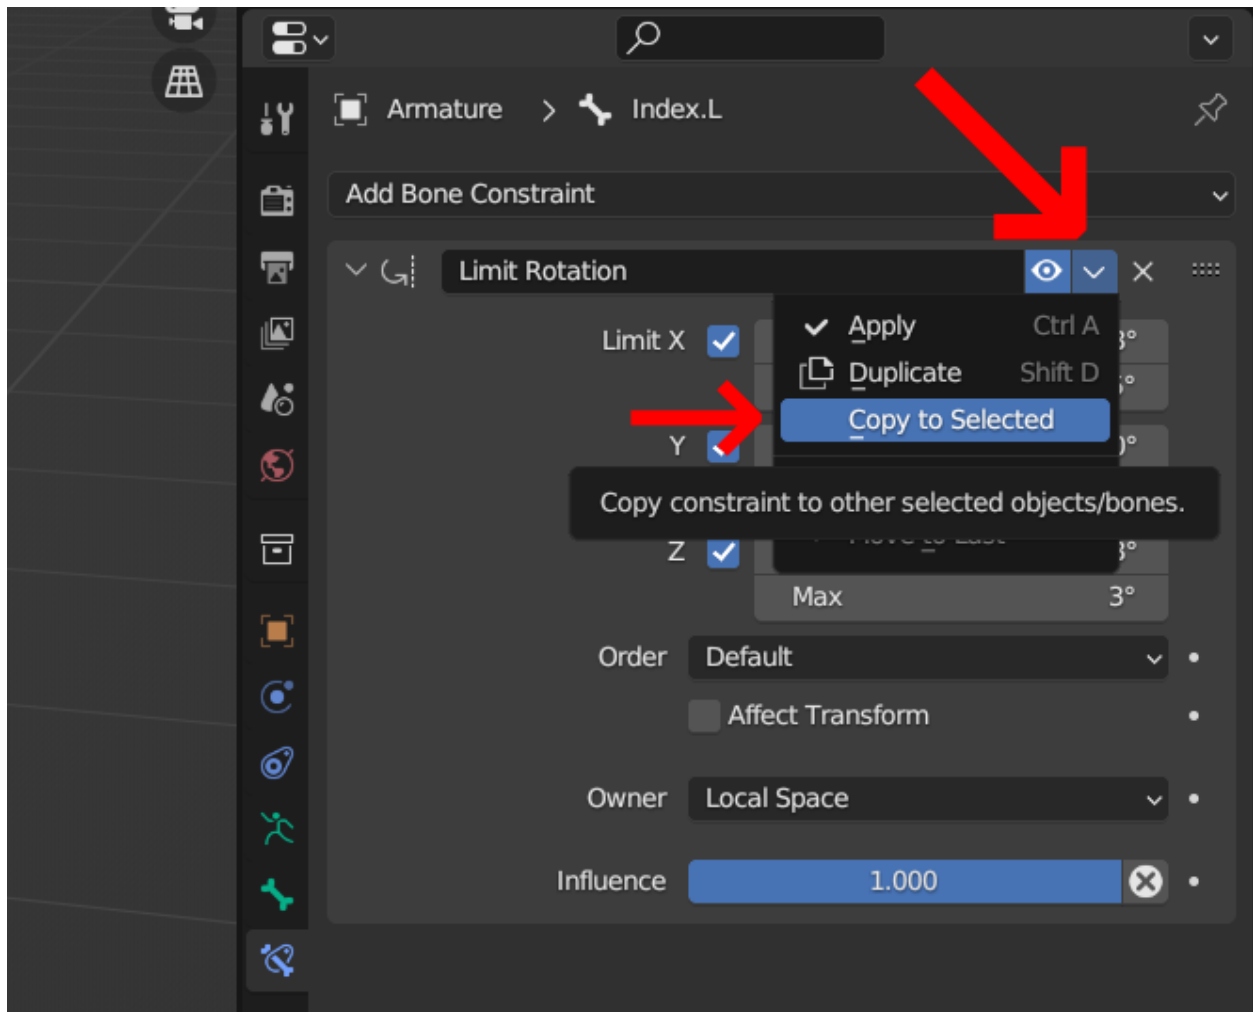 Armature > Index.L
Add Bone Constraint
Limit Rotation
Apply Ctrl A
Limit X
Duplicate Shift D
Copy to Selected
Y
Copy constraint to other selected objects/bones.
Z
Max 3°
Order Default
Affect Transform
Owner Local Space
Influence 1.000